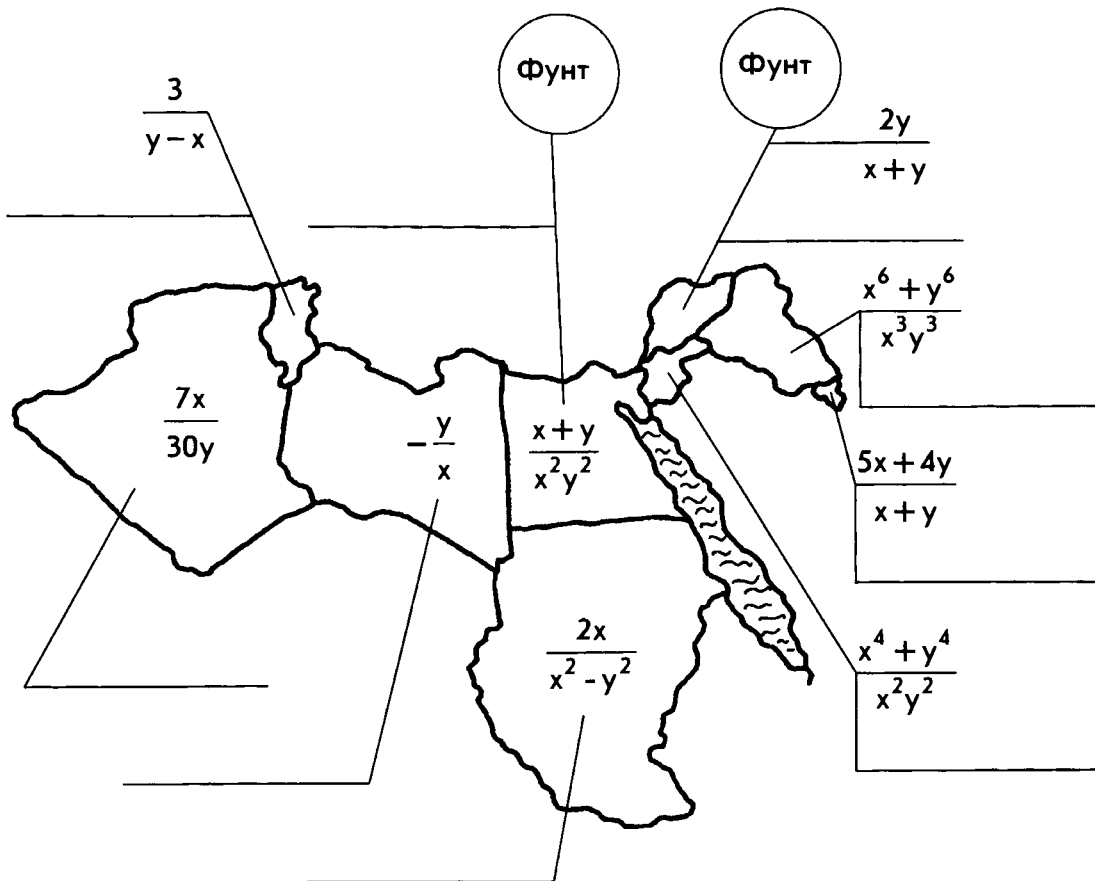 Фунт
Фунт
3
y – x
2y
x + y
x⁶ + y⁶
x³y³
7x
30y
– y
x
x + y
x²y²
5x + 4y
x + y
2x
x² - y²
x⁴ + y⁴
x²y²